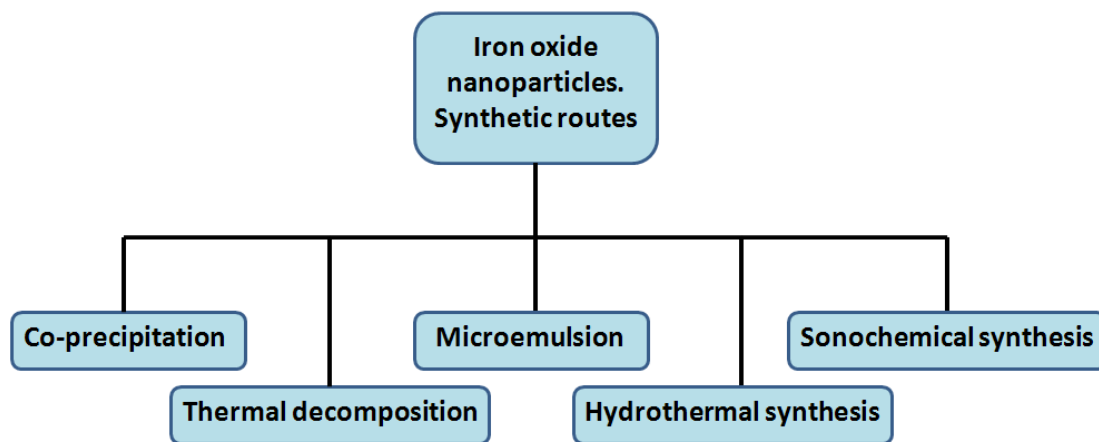 Iron oxide
nanoparticles.
Synthetic routes
Co-precipitation
Microemulsion
Sonochemical synthesis
Thermal decomposition
Hydrothermal synthesis